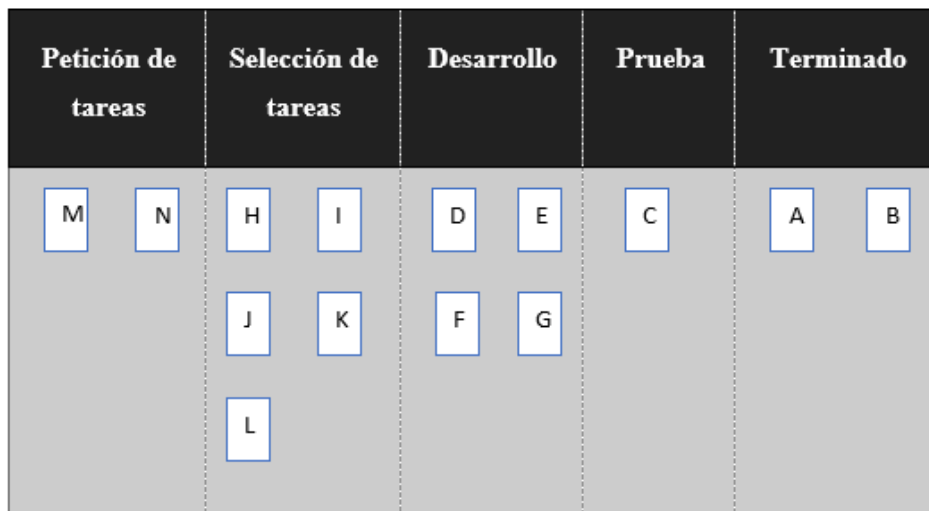 Petición de tareas
Selección de tareas
Desarrollo
Prueba
Terminado
M N H I D E C A B
J K F G
L